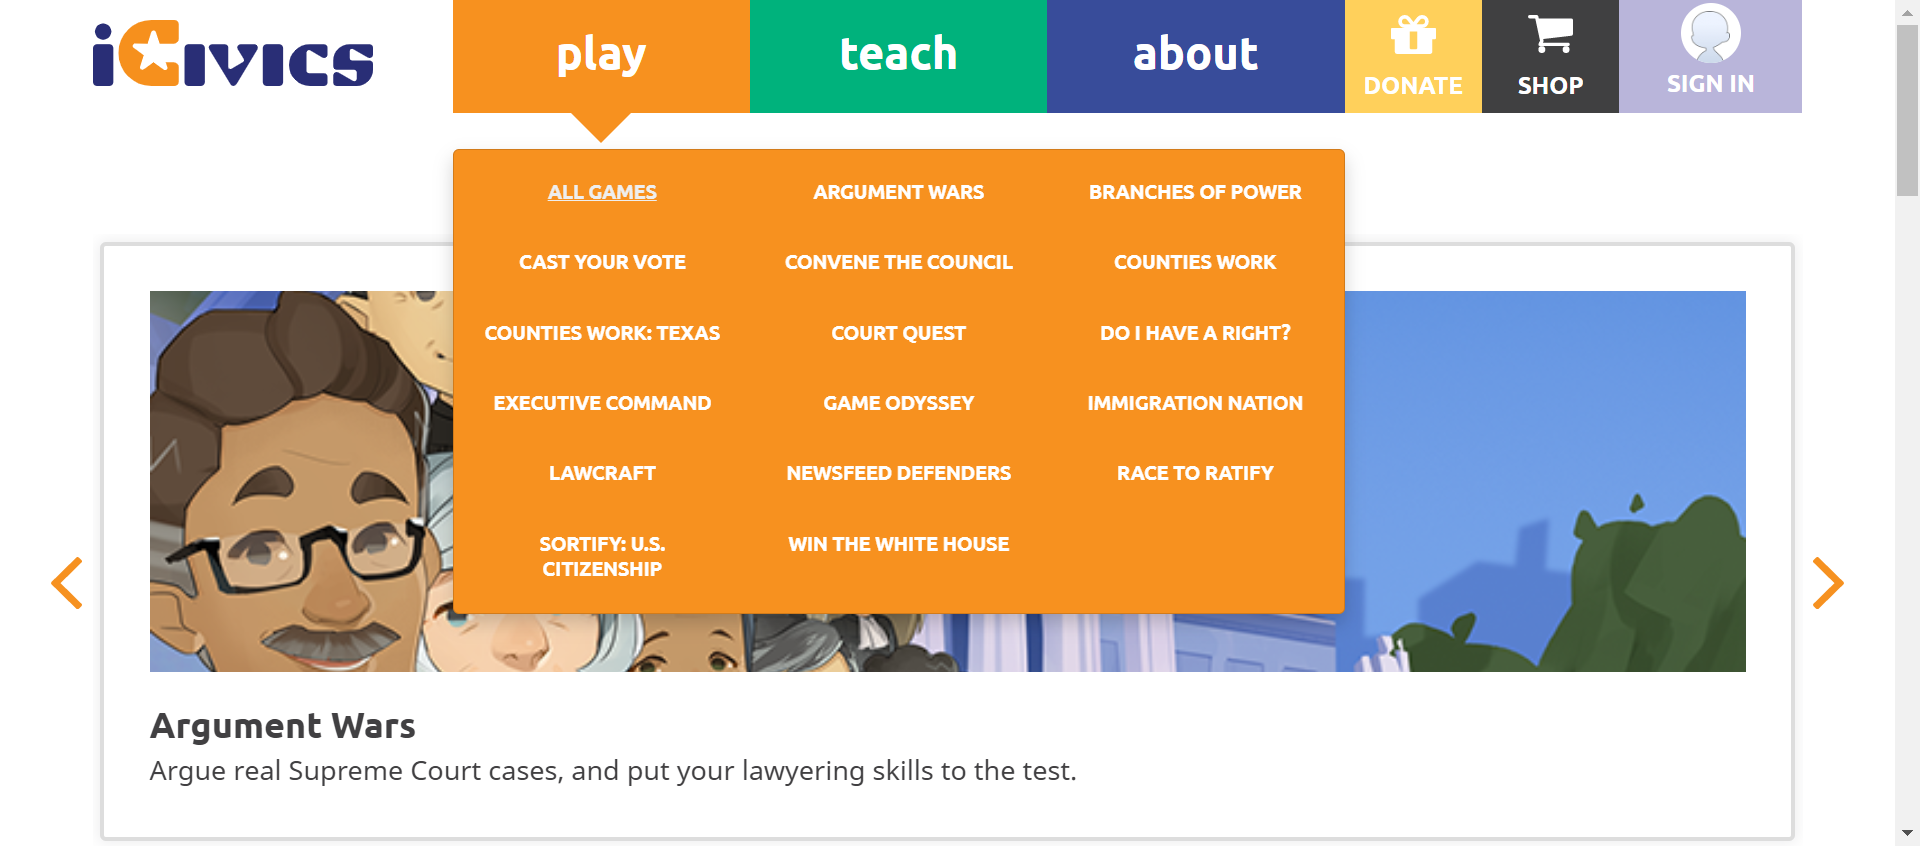 iCivics
play
teach
about
DONATE
SHOP
SIGN IN
ALL GAMES
ARGUMENT WARS
BRANCHES OF POWER
CAST YOUR VOTE
CONVENE THE COUNCIL
COUNTIES WORK
COUNTIES WORK: TEXAS
COURT QUEST
DO I HAVE A RIGHT?
EXECUTIVE COMMAND
GAME ODYSSEY
IMMIGRATION NATION
LAWCRAFT
NEWSFEED DEFENDERS
RACE TO RATIFY
SORTIFY: U.S.
CITIZENSHIP
WIN THE WHITE HOUSE
Argument Wars
Argue real Supreme Court cases, and put your lawyering skills to the test.